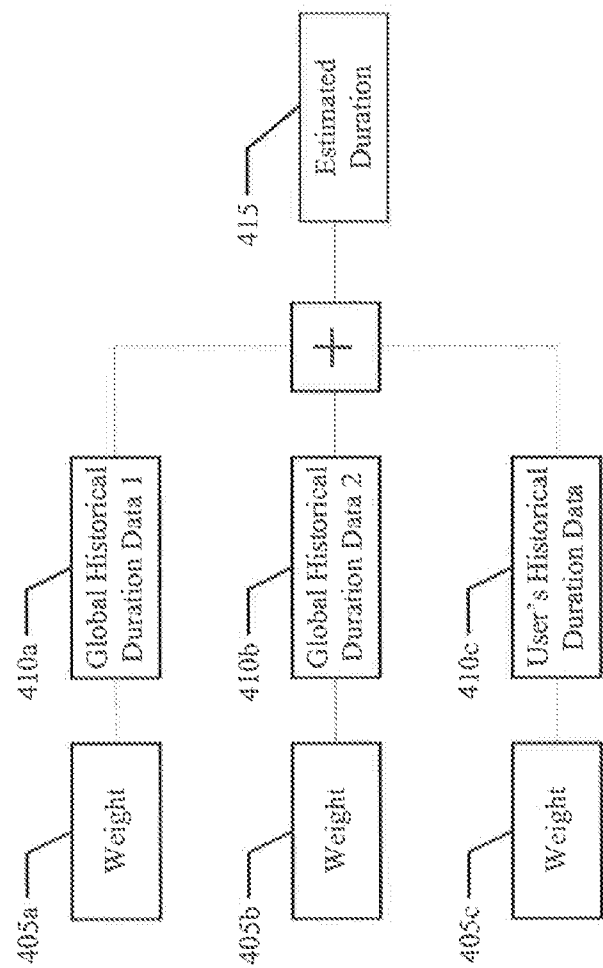 405a
Weight
410a
Global Historical
Duration Data 1
405b
Weight
410b
Global Historical
Duration Data 2
+
415
Estimated
Duration
405c
Weight
410c
User's Historical
Duration Data